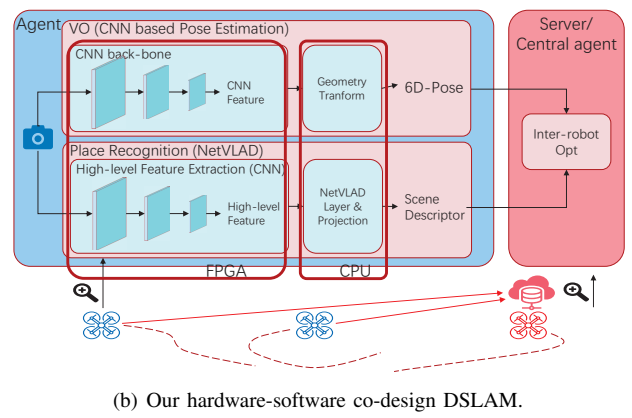 Agent
VO (CNN based Pose Estimation)
CNN back-bone
CNN
Feature
Geometry
Tranform
6D-Pose
Place Recognition (NetVLAD)
High-level Feature Extraction (CNN)
High-level
Feature
NetVLAD
Layer &
Projection
Scene
Descriptor
FPGA
CPU
Server/
Central agent
Inter-robot
Opt
(b) Our hardware-software co-design DSLAM.